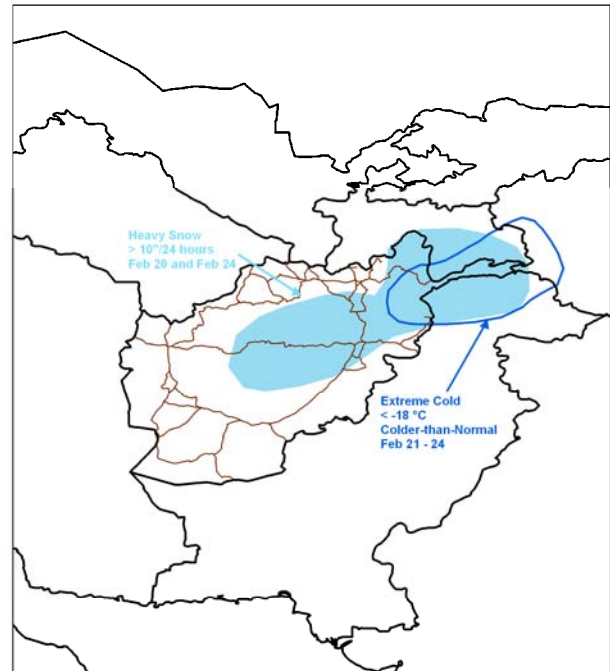 Heavy Snow
> 10"/24 hours
Feb 20 and Feb 24
Extreme Cold
< -18 °C
Colder-than-Normal
Feb 21 - 24